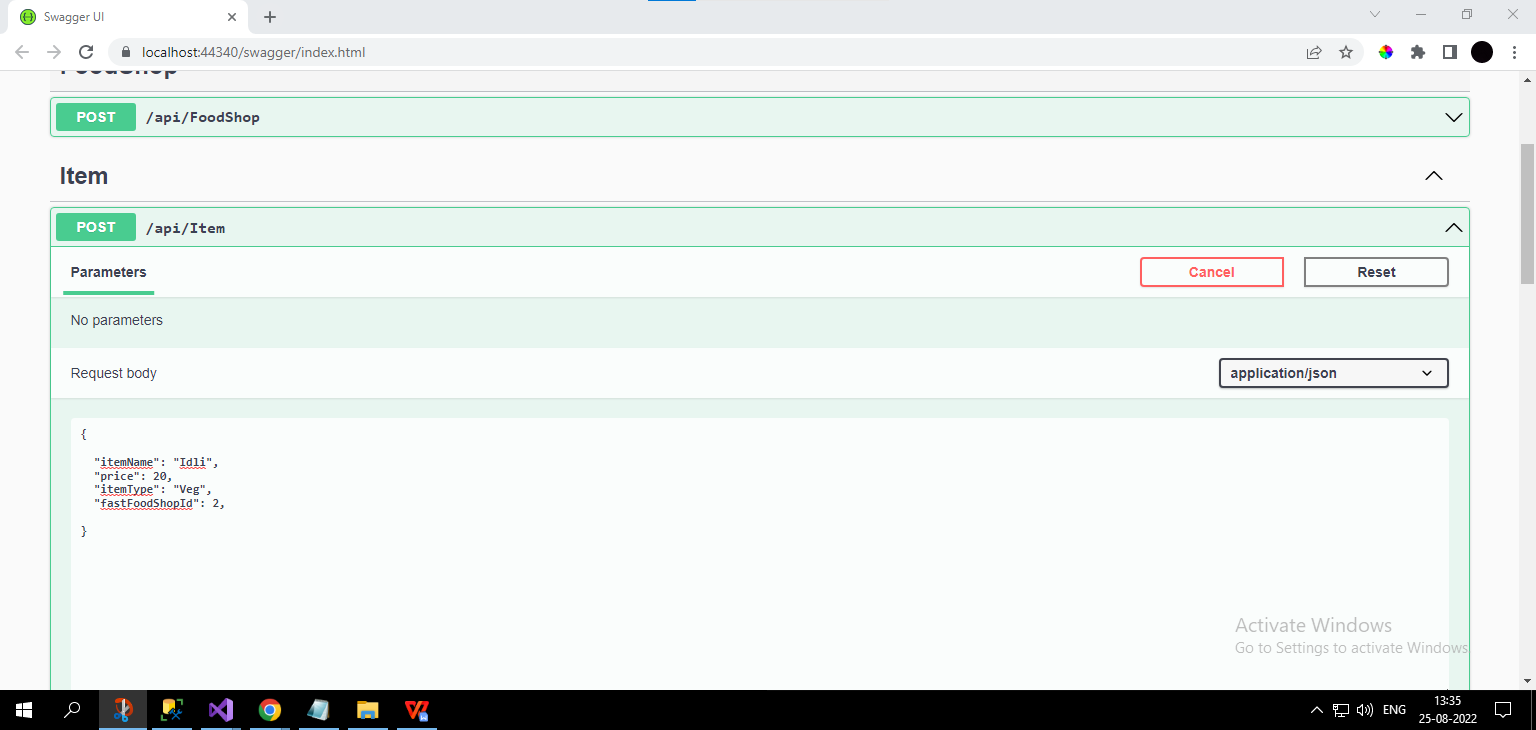 Swagger UI
localhost:44340/swagger/index.html
FoodShop
POST /api/FoodShop
Item
POST /api/Item
Parameters
Cancel
Reset
No parameters
Request body
application/json
{
"itemName": "Idli",
"price": 20,
"itemType": "Veg",
"fastFoodShopId": 2,
}
Activate Windows
Go to Settings to activate Windows.
ENG
13:35
25-08-2022